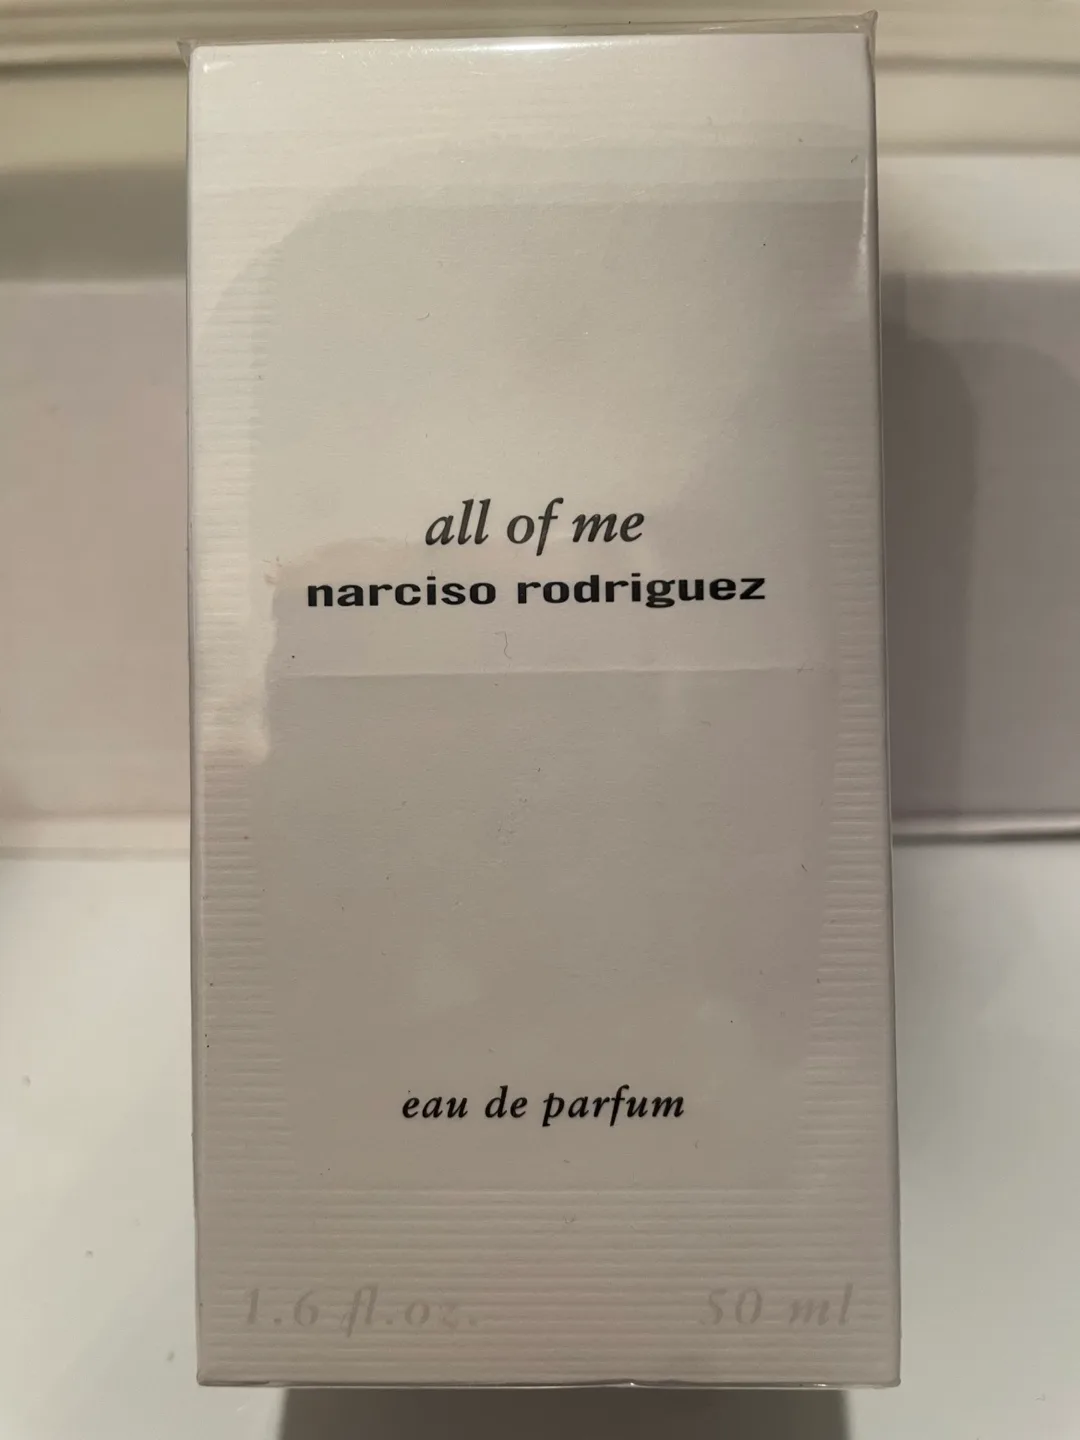 all of me
narciso rodriguez
eau de parfum
1.6 fl.oz. 50 ml